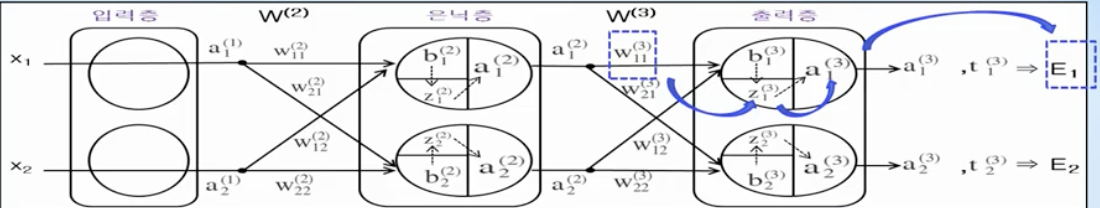 입력층 W(2) 은닉층 W(3) 출력층
x1 a1(1) w11(2) b1(2) z1(2) a1(2) a1(2) w11(3) b1(3) z1(3) a1(3) a1(3) ,t1(3) ⇒ E1
w21(2) w21(3)
w12(2) w12(3)
x2 a2(1) w22(2) z2(2) b2(2) a2(2) a2(2) w22(3) z2(3) b2(3) a2(3) a2(3) ,t2(3) ⇒ E2